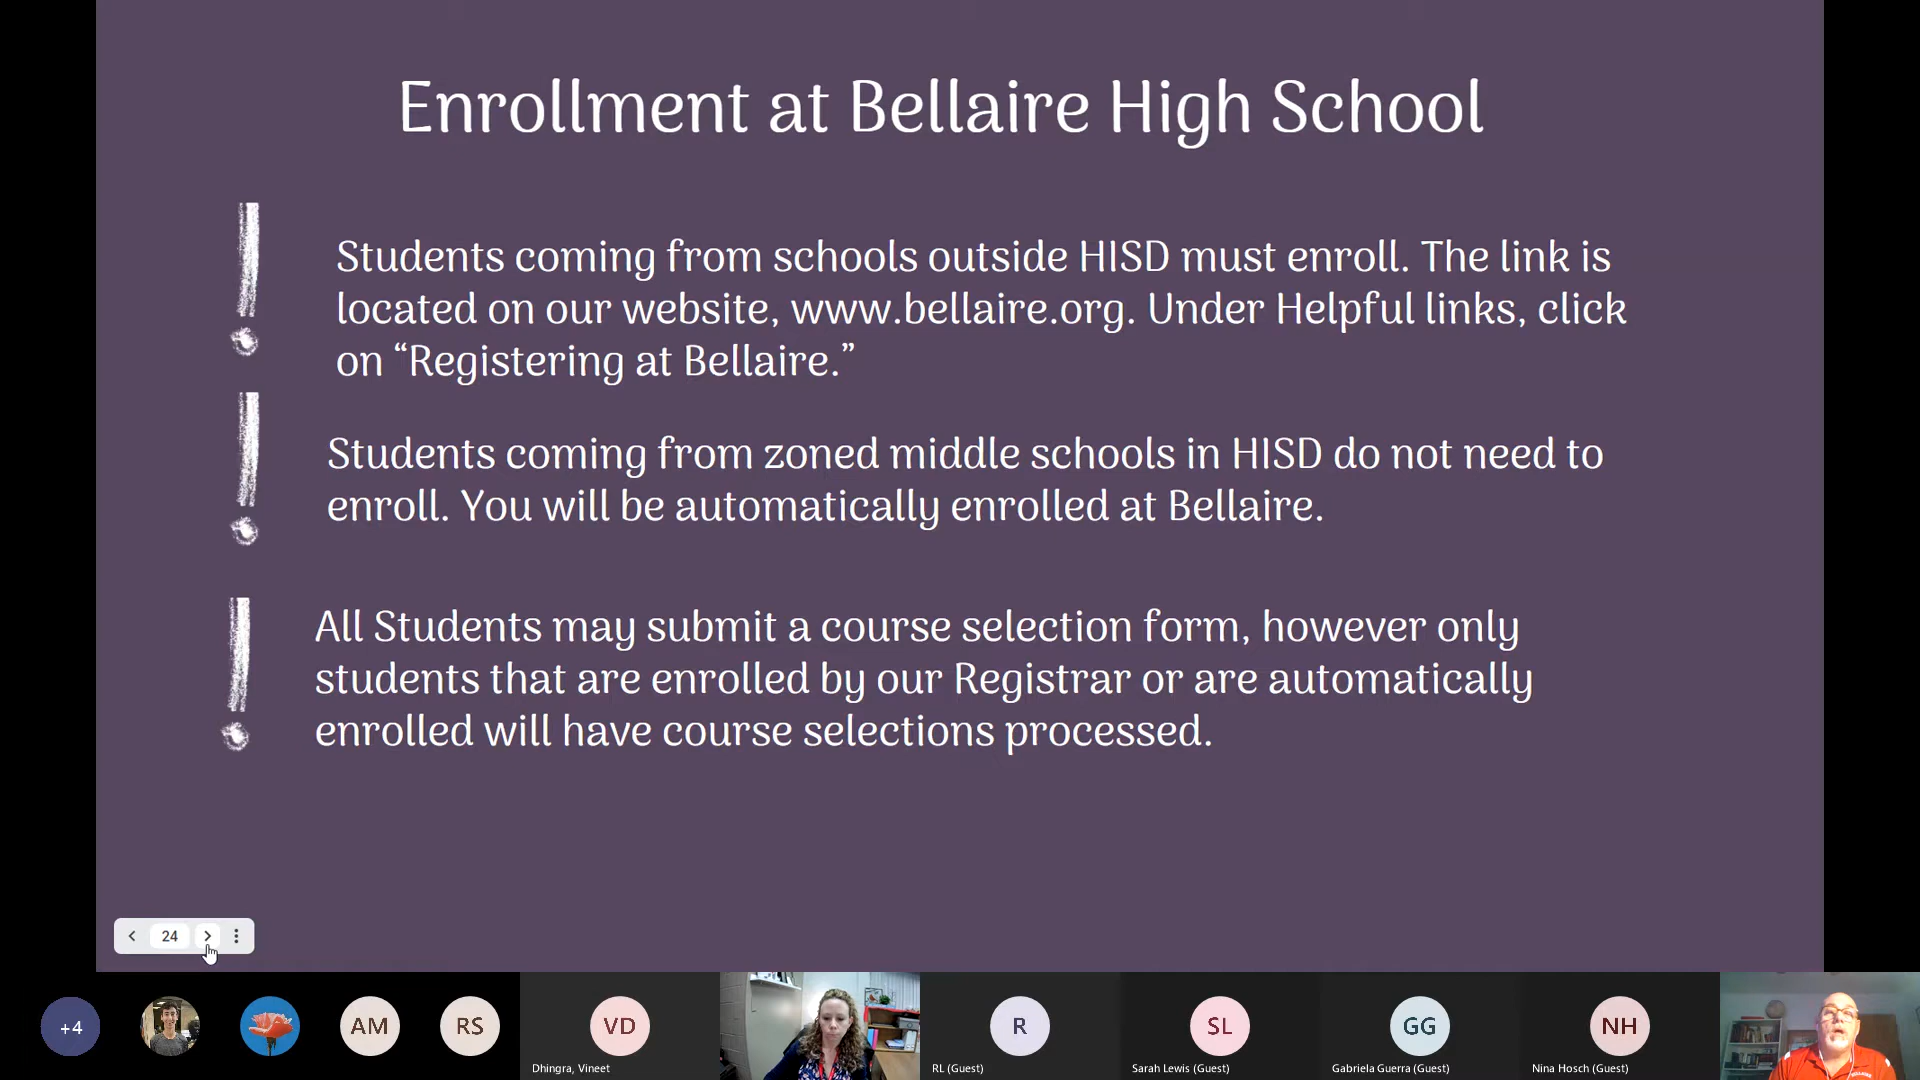 Enrollment at Bellaire High School
Students coming from schools outside HISD must enroll. The link is
located on our website, www.bellaire.org. Under Helpful links, click
on “Registering at Bellaire.”
Students coming from zoned middle schools in HISD do not need to
enroll. You will be automatically enrolled at Bellaire.
All Students may submit a course selection form, however only
students that are enrolled by our Registrar or are automatically
enrolled will have course selections processed.
24
+4
AM
RS
VD
R
SL
GG
NH
Dhingra, Vineet
RL (Guest)
Sarah Lewis (Guest)
Gabriela Guerra (Guest)
Nina Hosch (Guest)